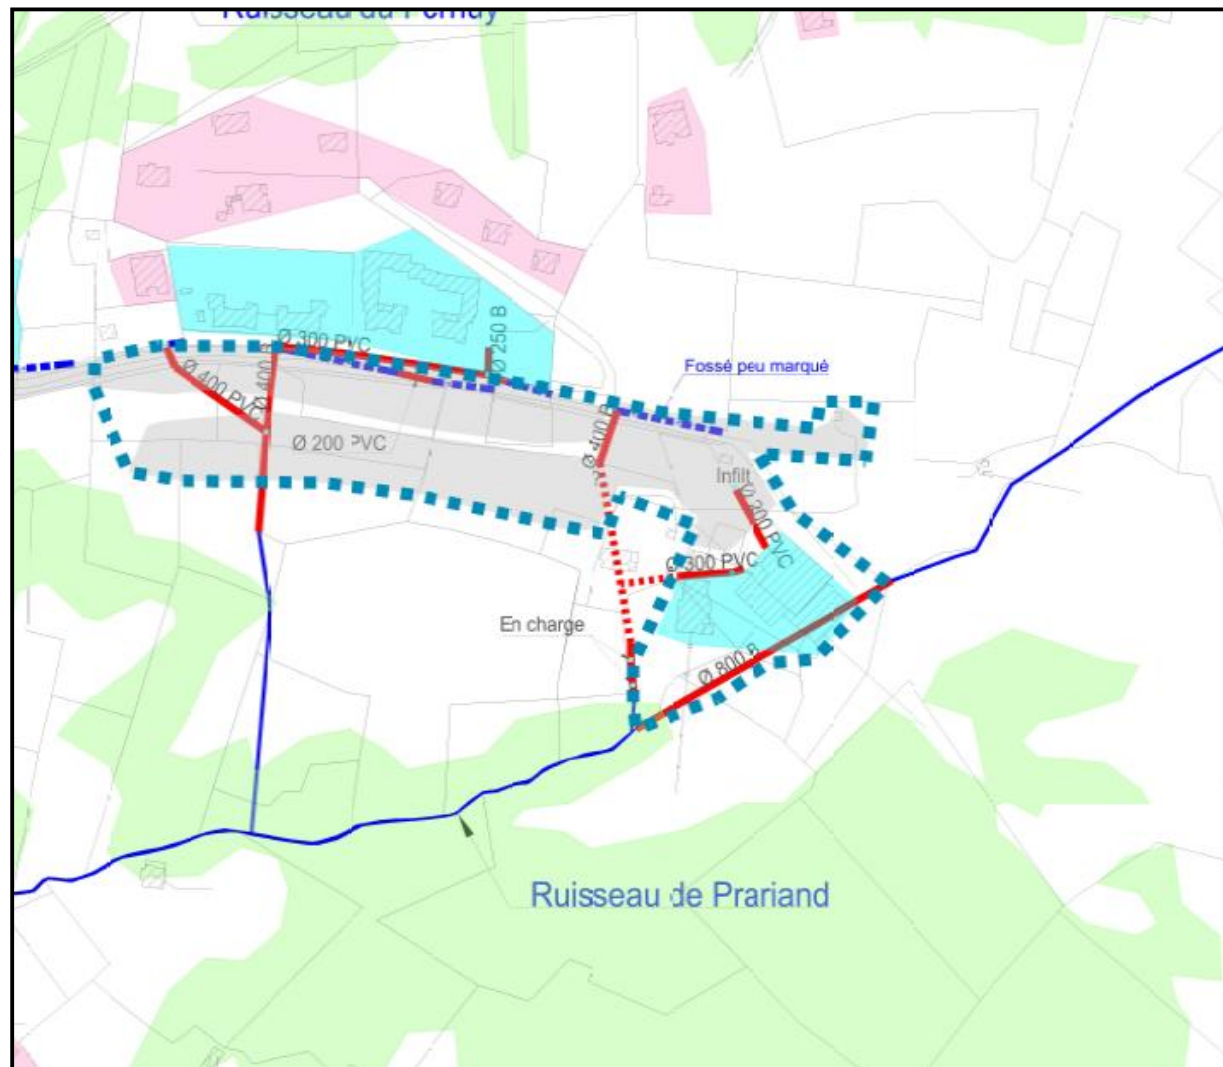 Ø 300 PVC
Ø 250 B
Ø 400 PVC
Ø 400 B
Fossé peu marqué
Ø 200 PVC
Ø 400 B
Infilt
Ø 200 PVC
Ø 300 PVC
En charge
Ø 800 B
Ruisseau de Prariand